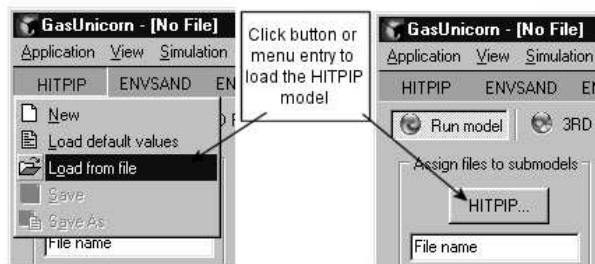 GasUnicorn - [No File]
Application View Simulation
HITPIP ENVSAND EN
New
Load default values
Load from file
Save
Save As
File name
Click button or
menu entry to
load the HITPIP
model
GasUnicorn - [No File]
Application View Simulation
HITPIP ENVSAND
Run model 3RD
Assign files to submodels
HITPIP...
File name